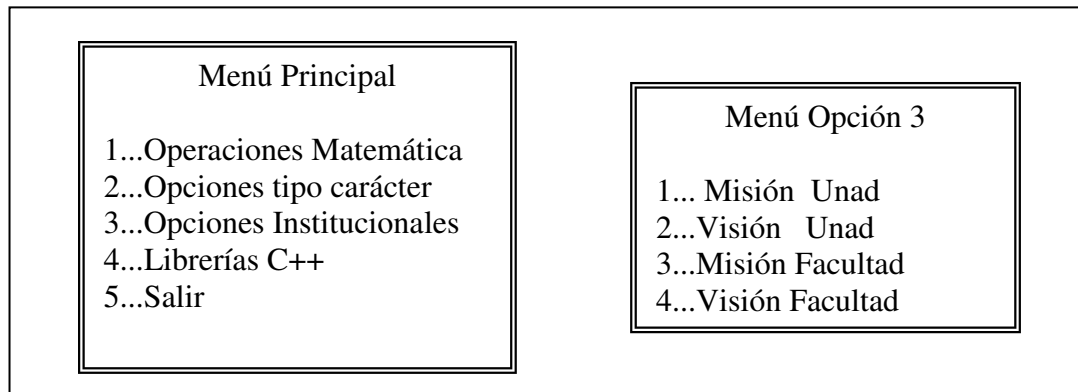 Menú Principal
1...Operaciones Matemática
2...Opciones tipo carácter
3...Opciones Institucionales
4...Librerías C++
5...Salir
Menú Opción 3
1... Misión Unad
2...Visión Unad
3...Misión Facultad
4...Visión Facultad